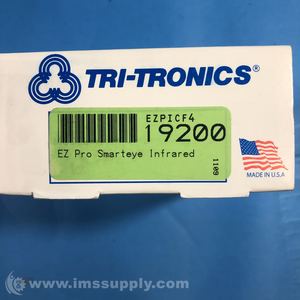 TRI-TRONICS®
EZPICF4
19200
EZ Pro Smarteye Infrared
1109
MADE IN U.S.A
© www.imssupply.com